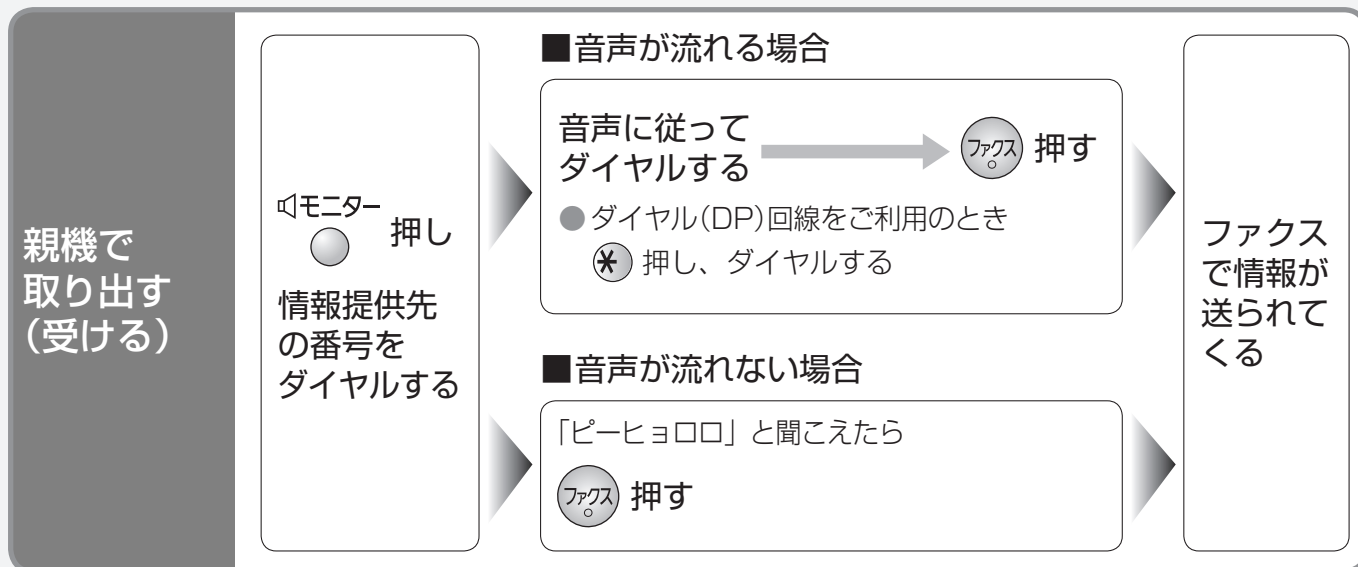 親機で
取り出す
（受ける）
モニター
押し
情報提供先
の番号を
ダイヤルする
■音声が流れる場合
音声に従って
ダイヤルする
ファクス 押す
●ダイヤル(DP)回線をご利用のとき
＊ 押し、ダイヤルする
■音声が流れない場合
「ピーヒョロロ」と聞こえたら
ファクス 押す
ファクス
で情報が
送られて
くる